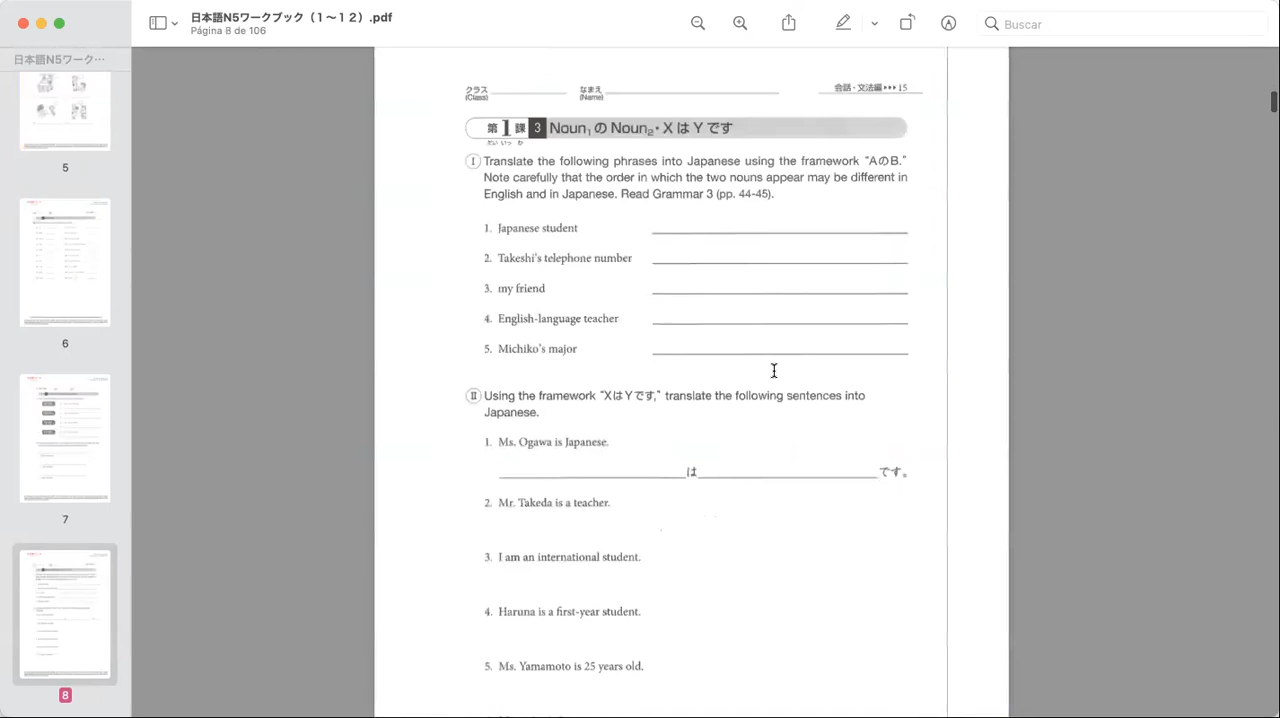 日本語N5ワークブック（1～12）.pdf
Página 8 de 106
Buscar
日本語N5ワーク…
5
6
7
8
クラス
(Class)
なまえ
(Name)
会話・文法編▸▸▸15
第1課 3 Noun₁ の Noun₂・X は Y です
だい いっ か
I Translate the following phrases into Japanese using the framework “AのB.”
Note carefully that the order in which the two nouns appear may be different in
English and in Japanese. Read Grammar 3 (pp. 44-45).
1. Japanese student
2. Takeshi’s telephone number
3. my friend
4. English-language teacher
5. Michiko’s major
II Using the framework “XはYです,” translate the following sentences into
Japanese.
1. Ms. Ogawa is Japanese.
は です。
2. Mr. Takeda is a teacher.
3. I am an international student.
4. Haruna is a first-year student.
5. Ms. Yamamoto is 25 years old.